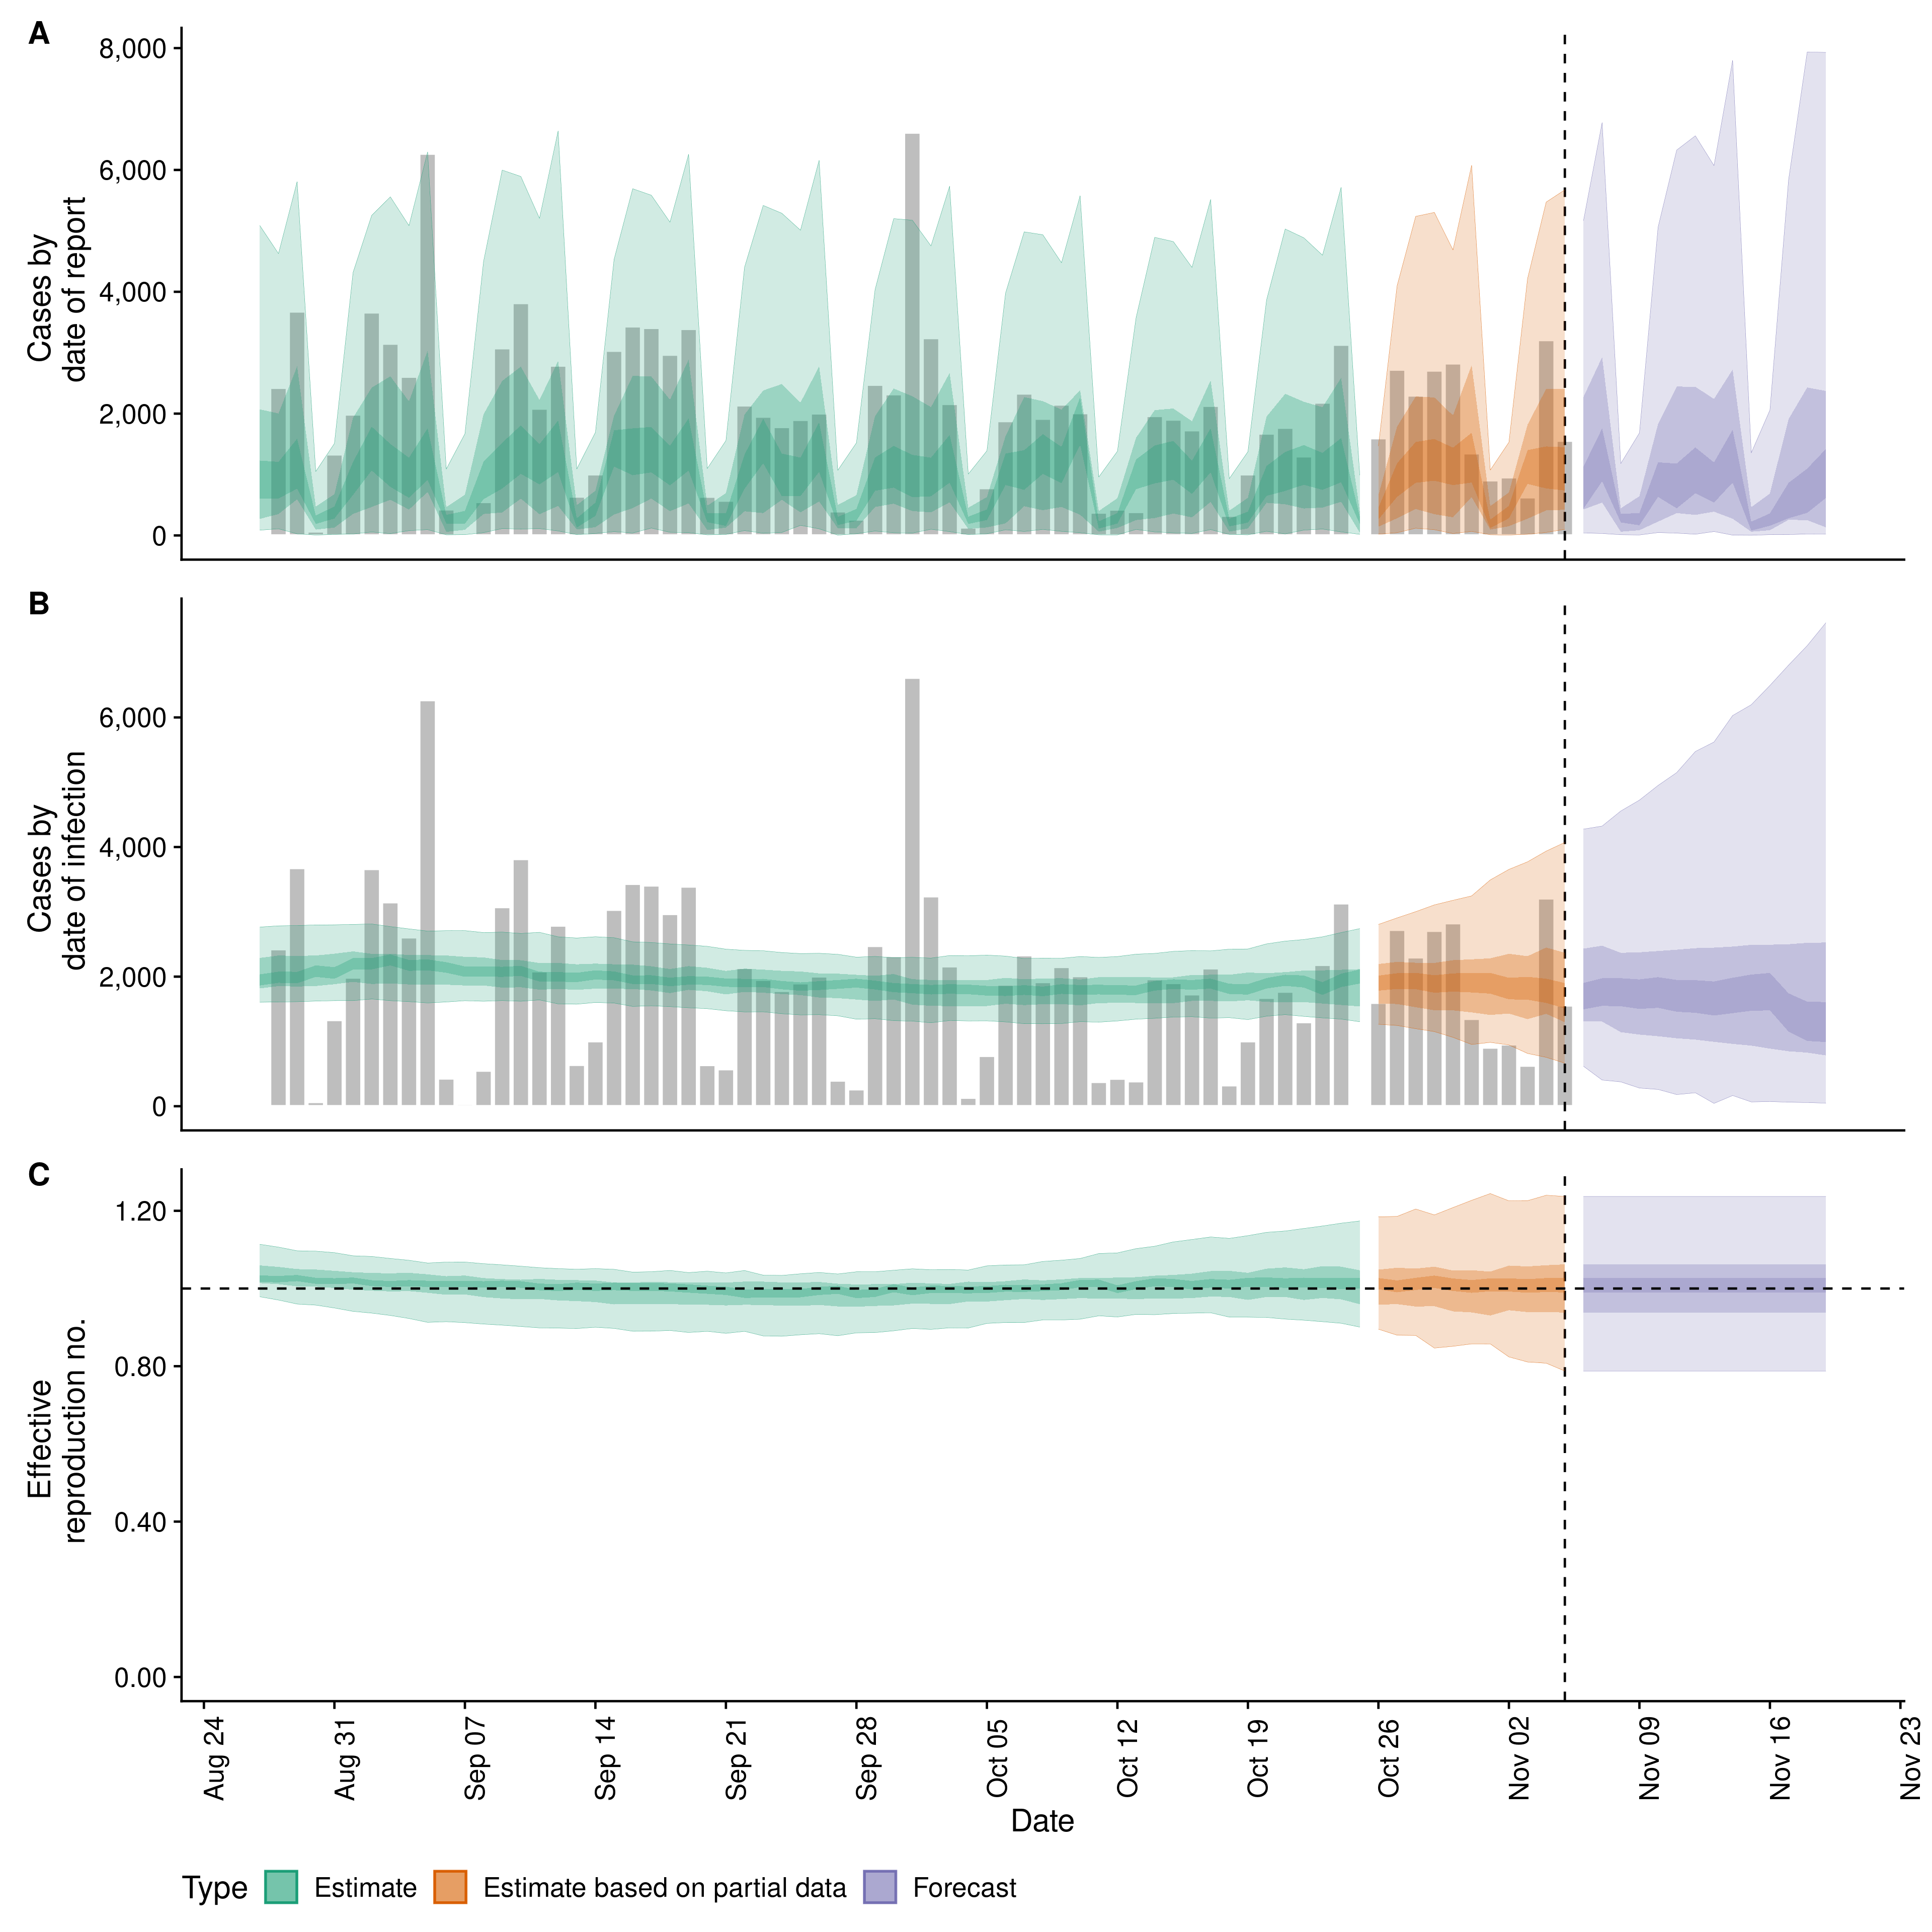 A
Cases by
date of report
8,000
6,000
4,000
2,000
0
B
Cases by
date of infection
6,000
4,000
2,000
0
C
Effective
reproduction no.
1.20
0.80
0.40
0.00
Aug 24
Aug 31
Sep 07
Sep 14
Sep 21
Sep 28
Oct 05
Oct 12
Oct 19
Oct 26
Nov 02
Nov 09
Nov 16
Nov 23
Date
Type Estimate Estimate based on partial data Forecast